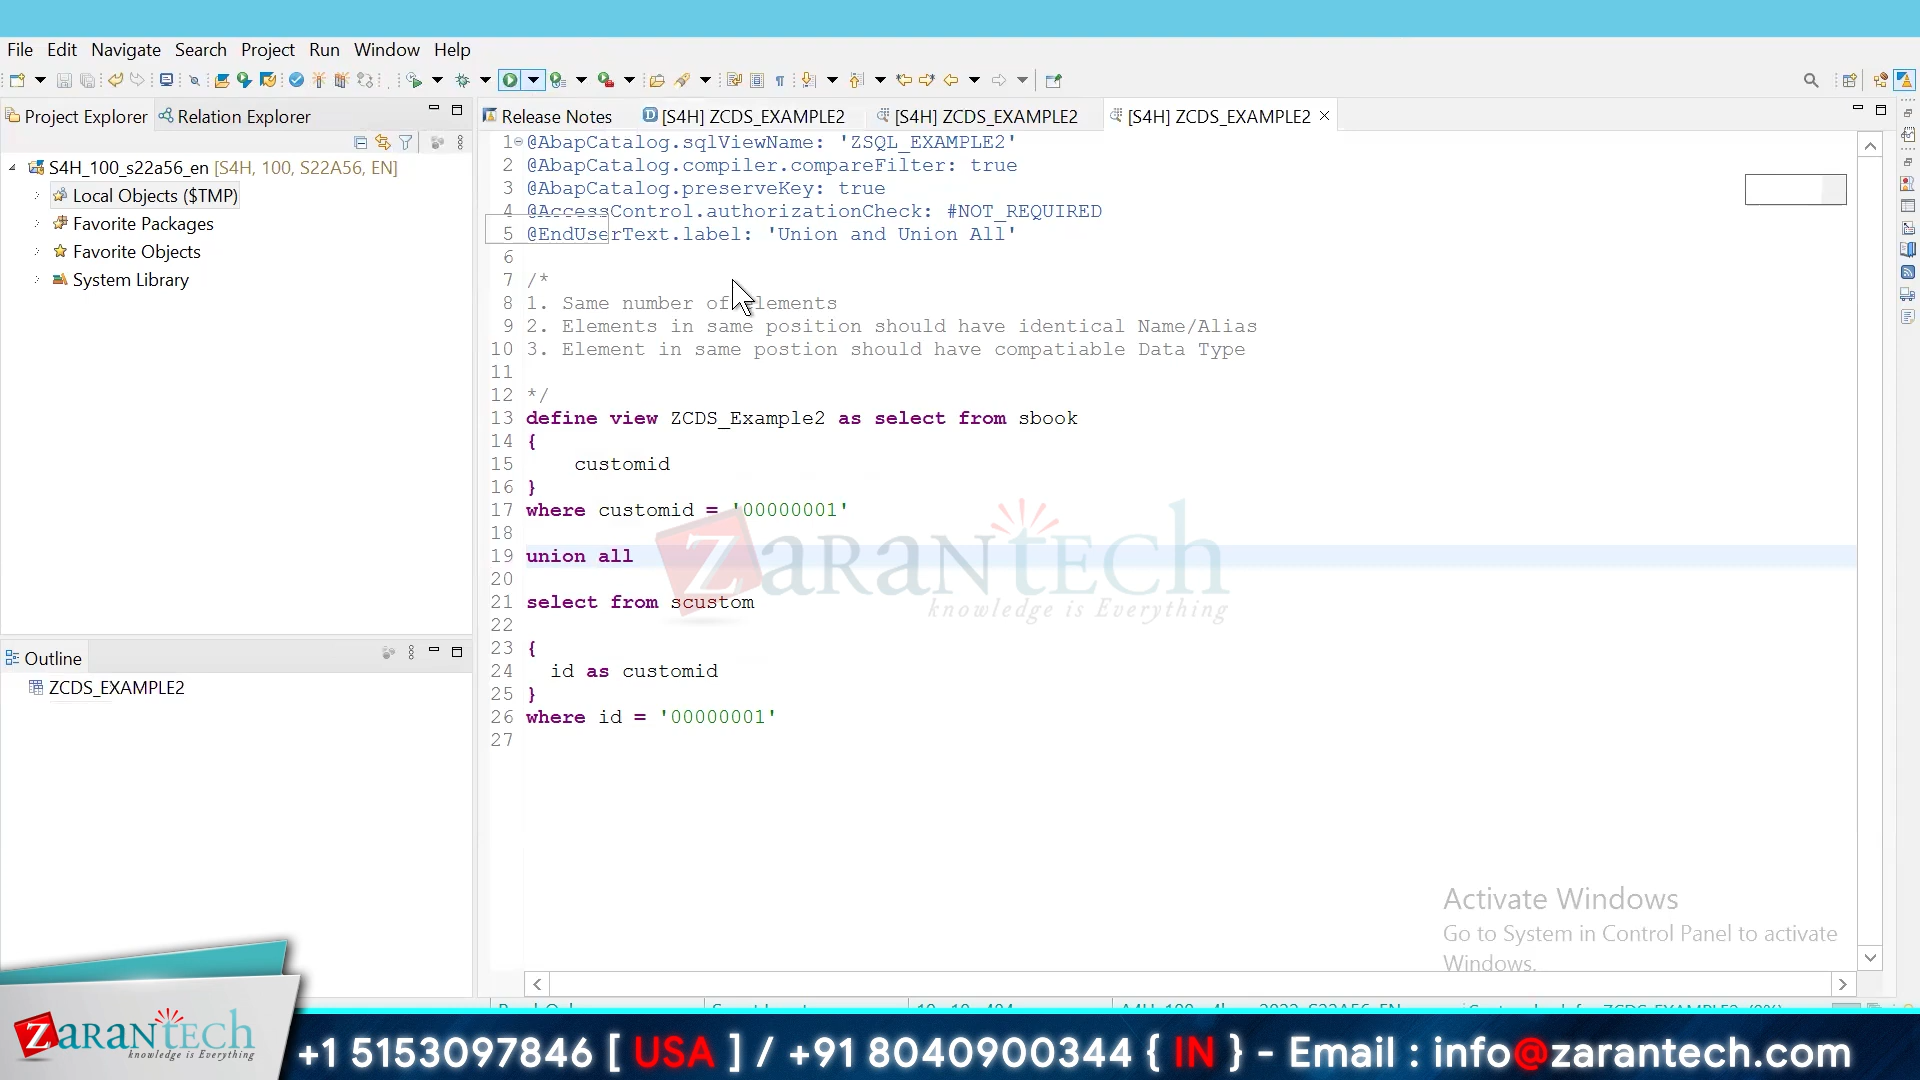 File Edit Navigate Search Project Run Window Help
Project Explorer
Relation Explorer
Release Notes
[S4H] ZCDS_EXAMPLE2
[S4H] ZCDS_EXAMPLE2
[S4H] ZCDS_EXAMPLE2
S4H_100_s22a56_en [S4H, 100, S22A56, EN]
Local Objects ($TMP)
Favorite Packages
Favorite Objects
System Library
Outline
ZCDS_EXAMPLE2
1 @AbapCatalog.sqlViewName: 'ZSQL_EXAMPLE2'
2 @AbapCatalog.compiler.compareFilter: true
3 @AbapCatalog.preserveKey: true
4 @AccessControl.authorizationCheck: #NOT_REQUIRED
5 @EndUserText.label: 'Union and Union All'
6
7 /*
8 1. Same number of elements
9 2. Elements in same position should have identical Name/Alias
10 3. Element in same postion should have compatiable Data Type
11
12 */
13 define view ZCDS_Example2 as select from sbook
14 {
15 customid
16 }
17 where customid = '00000001'
18
19 union all
20
21 select from scustom
22
23 {
24 id as customid
25 }
26 where id = '00000001'
27
ZARANTECH
knowledge is Everything
Activate Windows
Go to System in Control Panel to activate
Windows.
ZARANTECH
knowledge is Everything
+1 5153097846 [ USA ] / +91 8040900344 { IN } - Email : info@zarantech.com